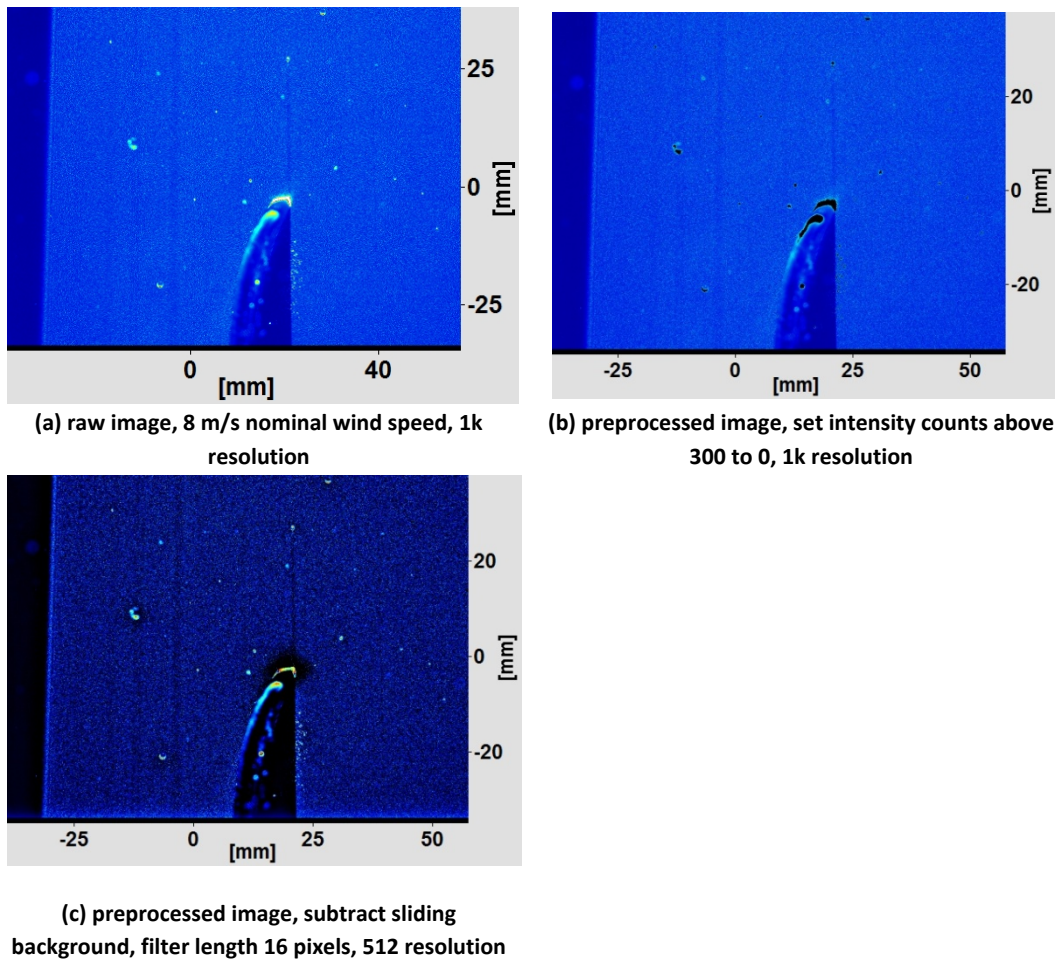 25
0
-25
[mm]
0
40
[mm]
(a) raw image, 8 m/s nominal wind speed, 1k
resolution
20
0
-20
[mm]
-25
0
25
50
[mm]
(b) preprocessed image, set intensity counts above
300 to 0, 1k resolution
20
0
-20
[mm]
-25
0
25
50
[mm]
(c) preprocessed image, subtract sliding
background, filter length 16 pixels, 512 resolution